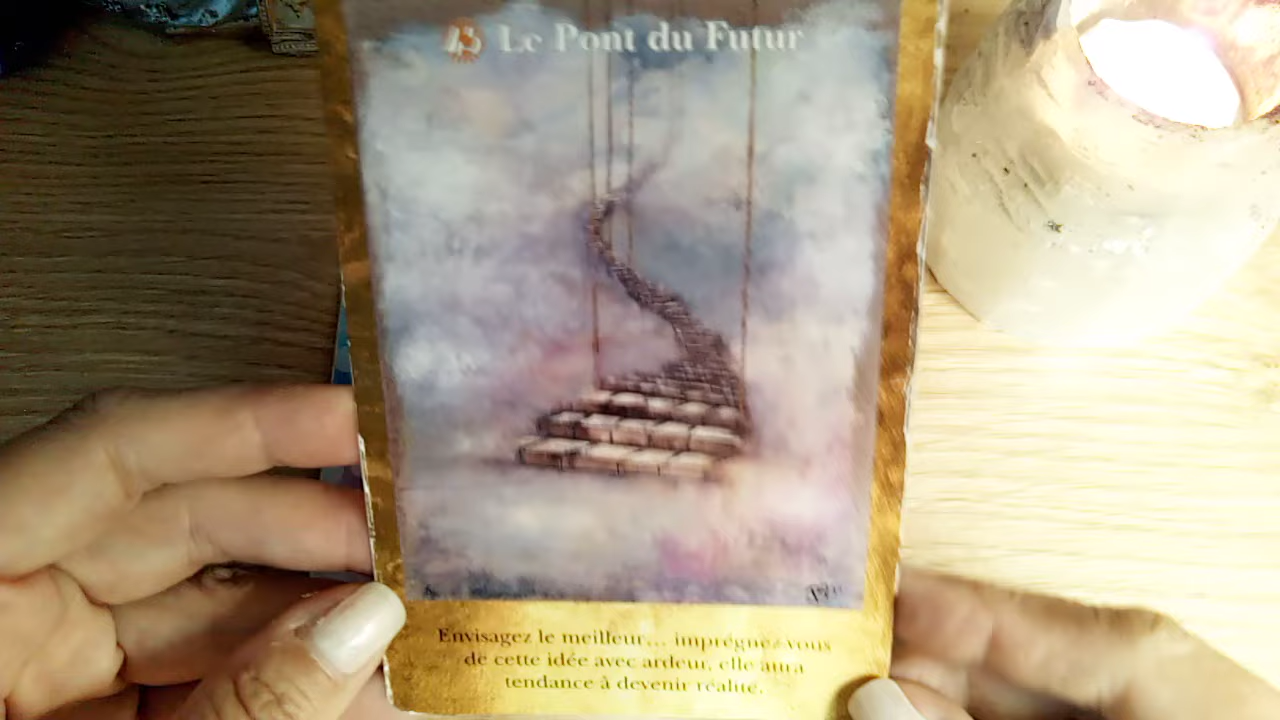 43 Le Pont du Futur
Envisagez le meilleur... imprégnez-vous
de cette idée avec ardeur, elle aura
tendance à devenir réalité.